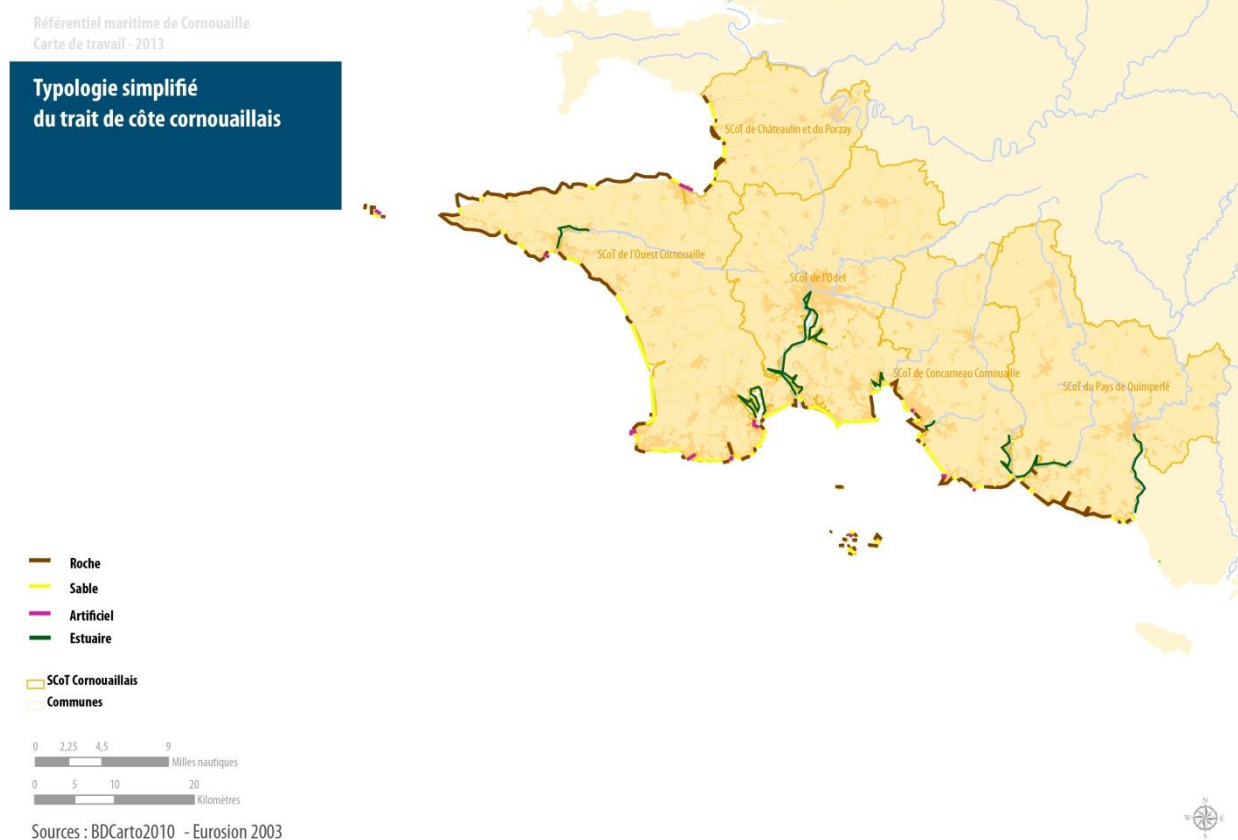 Référentiel maritime de Cornouaille
Carte de travail - 2013
Typologie simplifié
du trait de côte cornouaillais
SCoT de Châteaulin et du Porzay
SCoT de l'Ouest Cornouaille
SCoT de l'Odet
SCoT de Concarneau Cornouaille
SCoT du Pays de Quimperlé
Roche
Sable
Artificiel
Estuaire
SCoT Cornouaillais
Communes
0 2,25 4,5 9
Milles nautiques
0 5 10 20
Kilomètres
Sources : BDCarto2010 - Eurosion 2003
N
W E
S